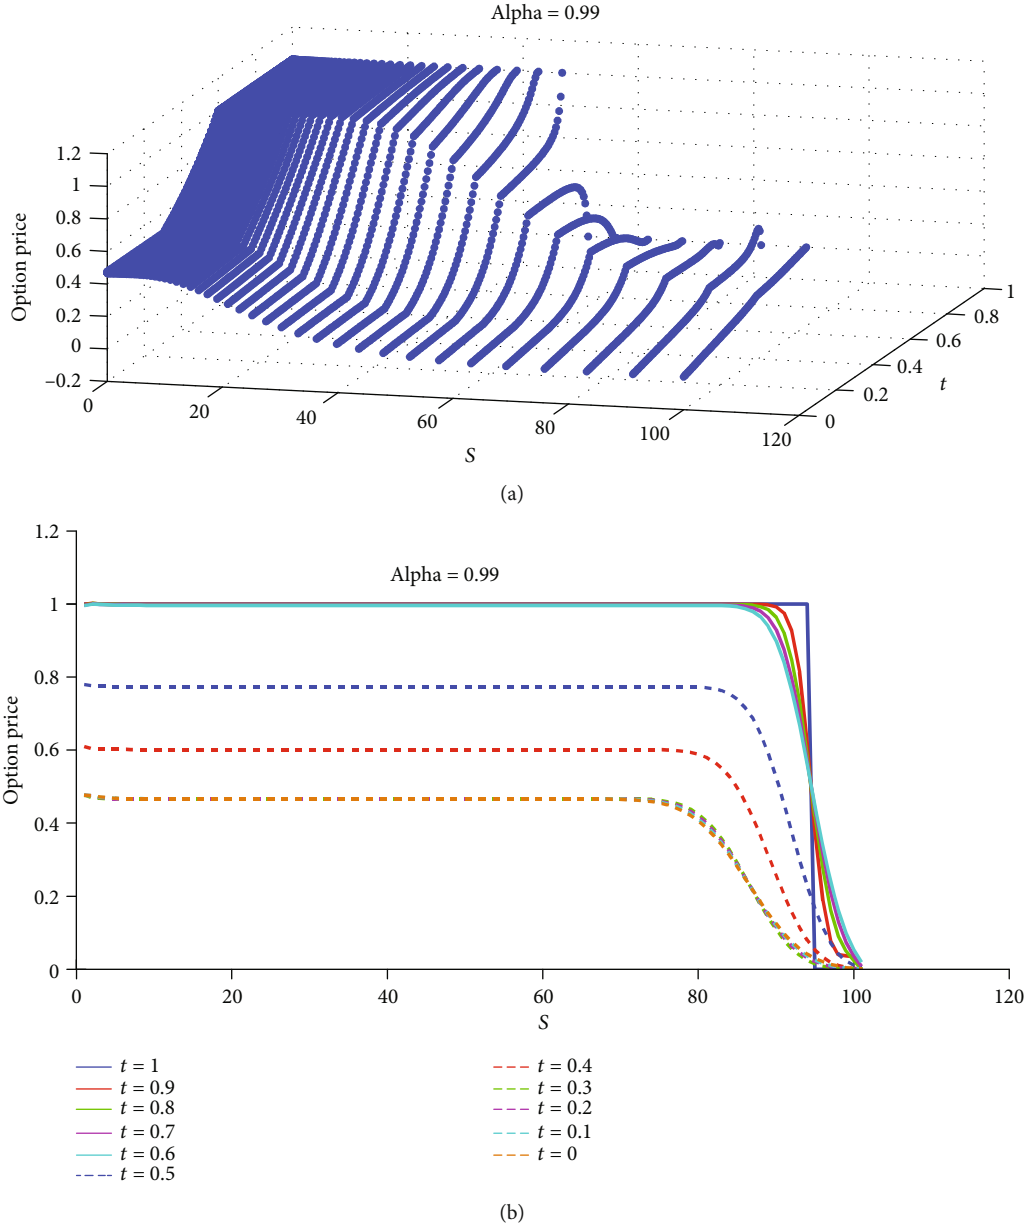 Alpha = 0.99
Option price
1.2
1
0.8
0.6
0.4
0.2
0
−0.2
0
20
40
60
80
100
120
S
0
0.2
0.4
0.6
0.8
1
t
(a)
Alpha = 0.99
Option price
1.2
1
0.8
0.6
0.4
0.2
0
0
20
40
60
80
100
120
S
t = 1
t = 0.9
t = 0.8
t = 0.7
t = 0.6
t = 0.5
t = 0.4
t = 0.3
t = 0.2
t = 0.1
t = 0
(b)